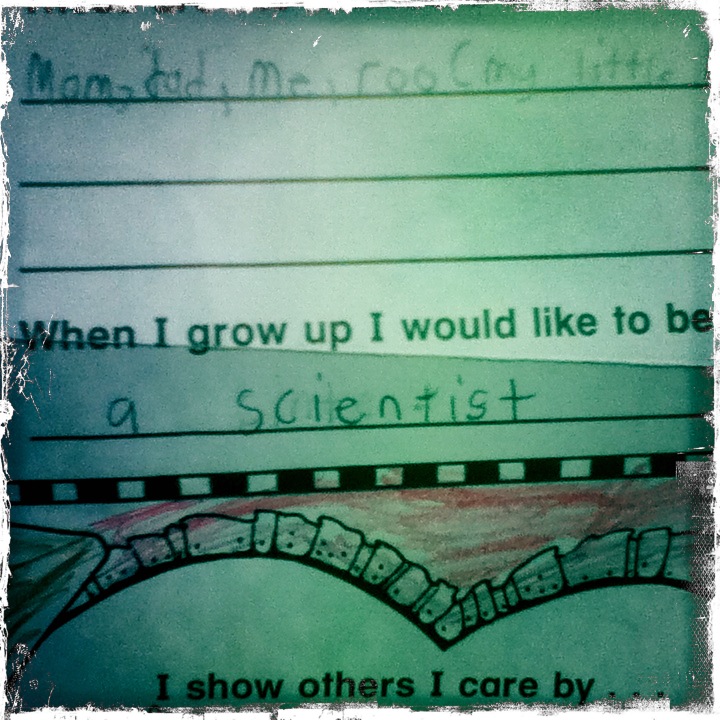 Mom, dad, me, roo (my little
When I grow up I would like to be
a scientist
I show others I care by . . .